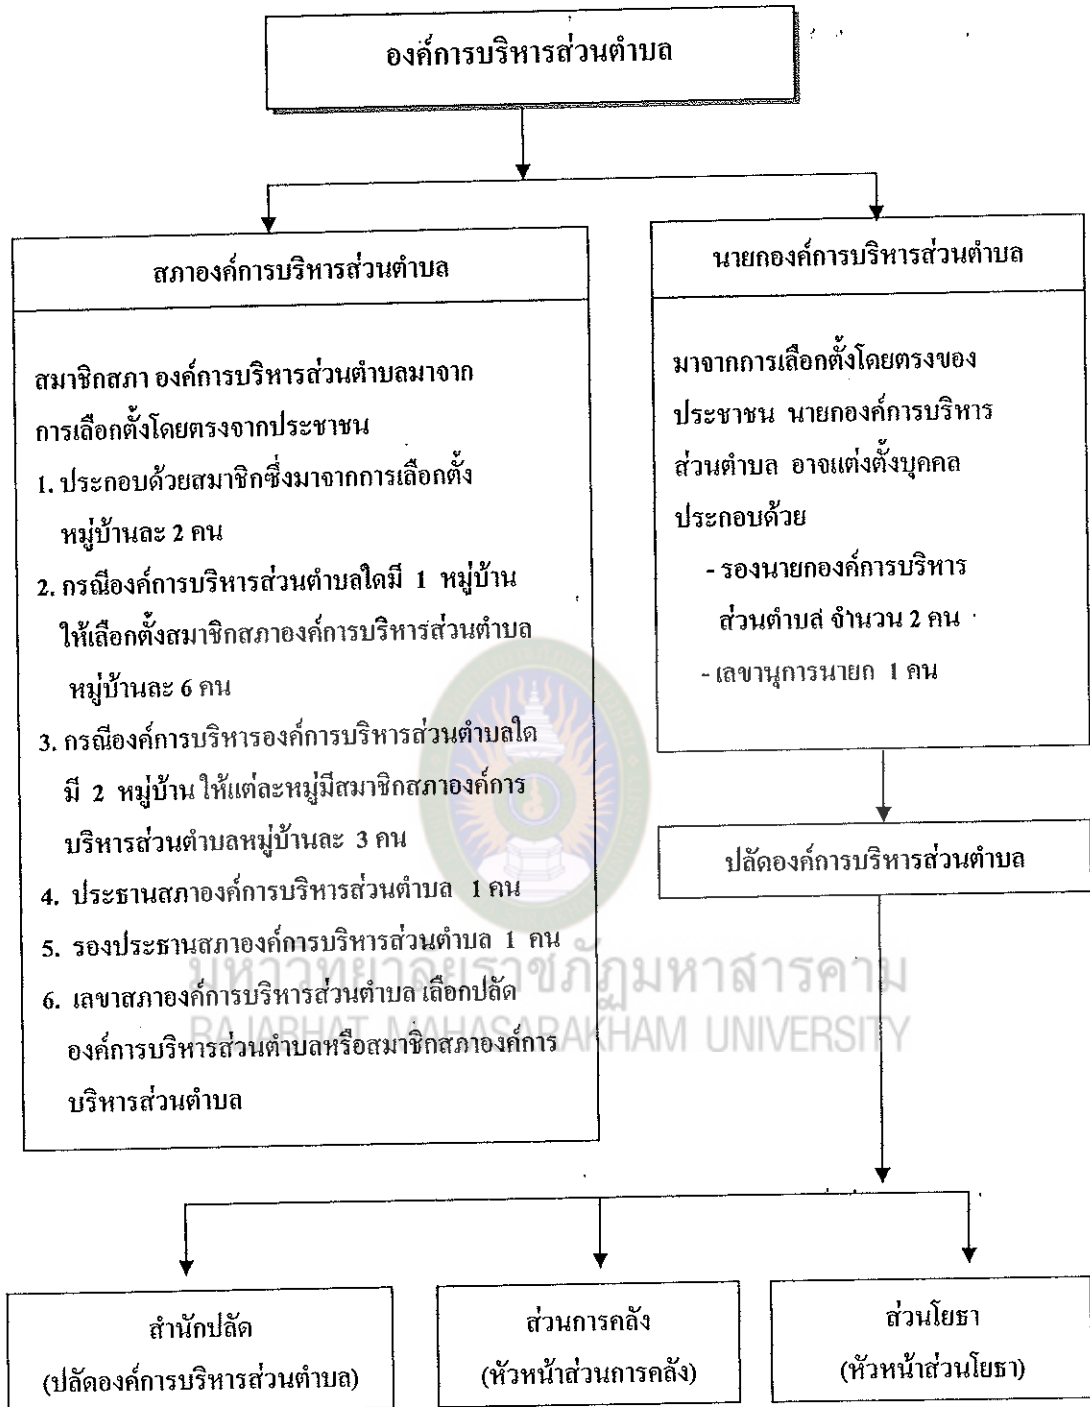 องค์การบริหารส่วนตำบล
สภาองค์การบริหารส่วนตำบล
สมาชิกสภา องค์การบริหารส่วนตำบลมาจาก
การเลือกตั้งโดยตรงจากประชาชน
1. ประกอบด้วยสมาชิกซึ่งมาจากการเลือกตั้ง
หมู่บ้านละ 2 คน
2. กรณีองค์การบริหารส่วนตำบลใดมี 1 หมู่บ้าน
ให้เลือกตั้งสมาชิกสภาองค์การบริหารส่วนตำบล
หมู่บ้านละ 6 คน
3. กรณีองค์การบริหารองค์การบริหารส่วนตำบลใด
มี 2 หมู่บ้าน ให้แต่ละหมู่มีสมาชิกสภาองค์การ
บริหารส่วนตำบลหมู่บ้านละ 3 คน
4. ประธานสภาองค์การบริหารส่วนตำบล 1 คน
5. รองประธานสภาองค์การบริหารส่วนตำบล 1 คน
6. เลขาสภาองค์การบริหารส่วนตำบล เลือกปลัด
องค์การบริหารส่วนตำบลหรือสมาชิกสภาองค์การ
บริหารส่วนตำบล
นายกองค์การบริหารส่วนตำบล
มาจากการเลือกตั้งโดยตรงของ
ประชาชน นายกองค์การบริหาร
ส่วนตำบล อาจแต่งตั้งบุคคล
ประกอบด้วย
- รองนายกองค์การบริหาร
ส่วนตำบล จำนวน 2 คน
- เลขานุการนายก 1 คน
ปลัดองค์การบริหารส่วนตำบล
มหาวิทยาลัยราชภัฏมหาสารคาม
RAJABHAT MAHASARAKHAM UNIVERSITY
สำนักปลัด
(ปลัดองค์การบริหารส่วนตำบล)
ส่วนการคลัง
(หัวหน้าส่วนการคลัง)
ส่วนโยธา
(หัวหน้าส่วนโยธา)